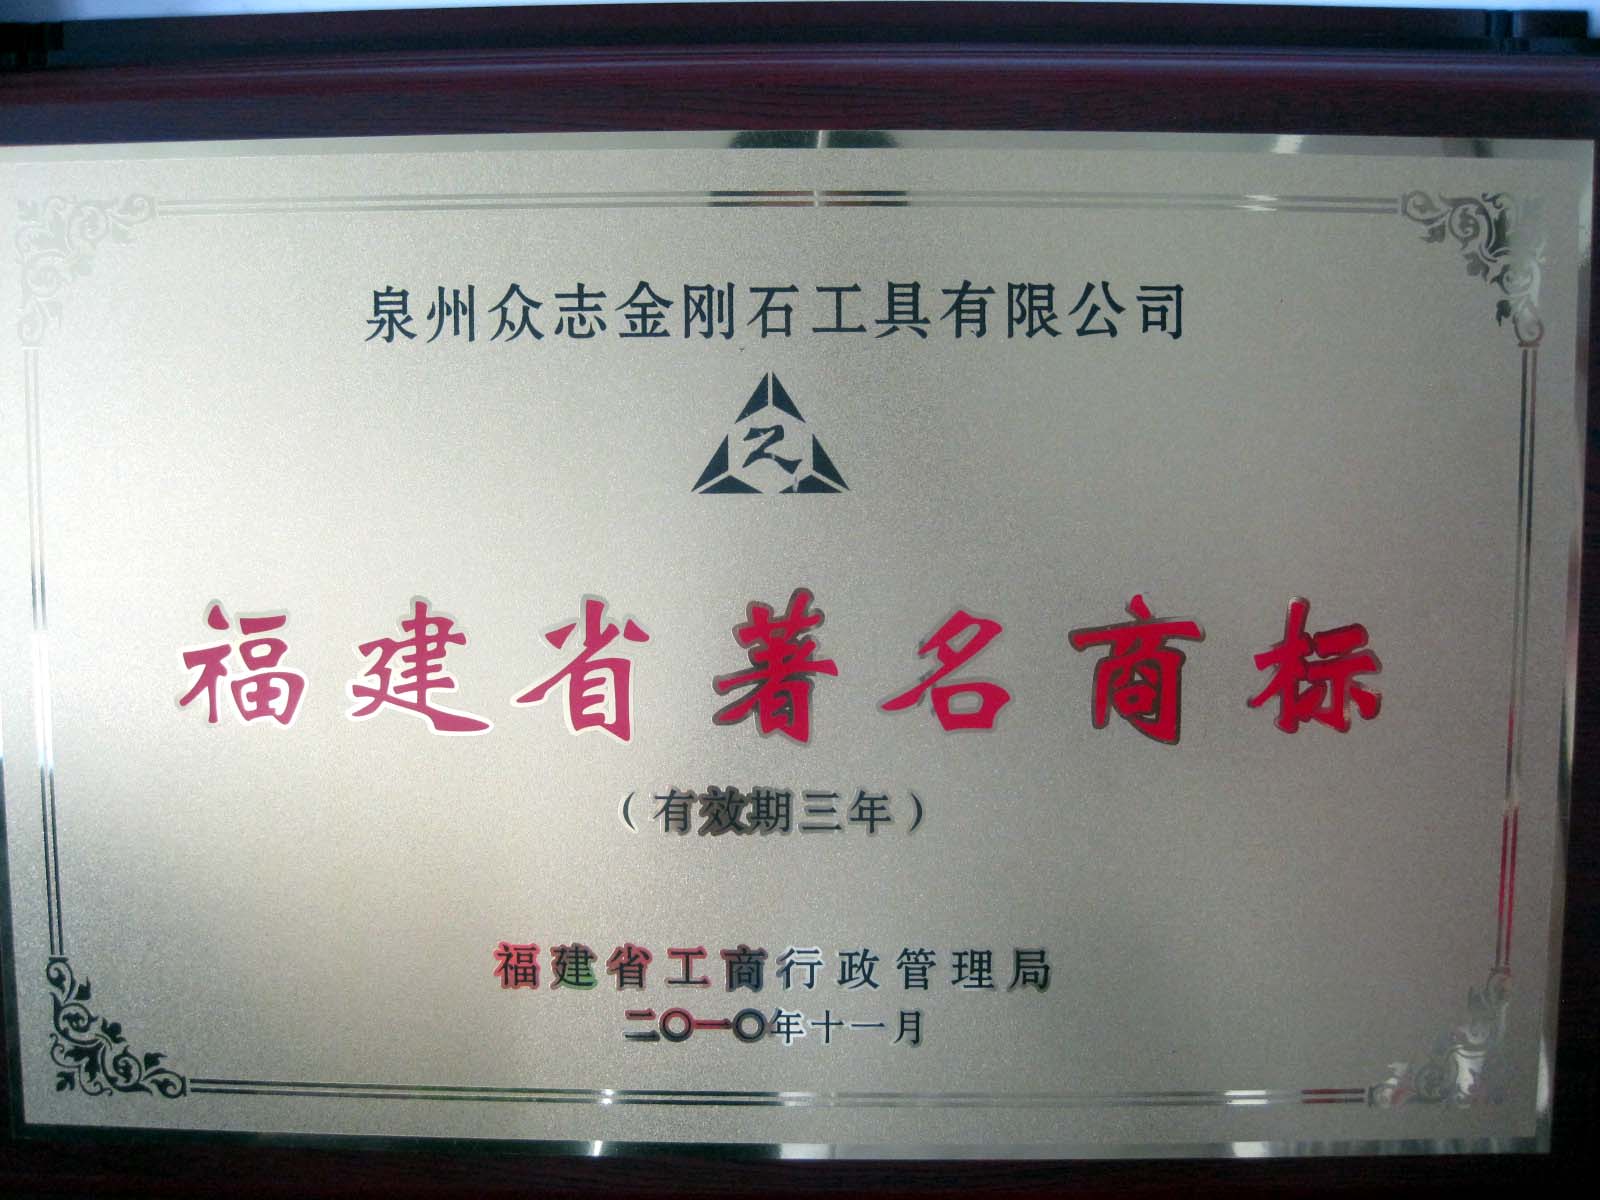 泉州众志金刚石工具有限公司
Z
福建省著名商标
（有效期三年）
福建省工商行政管理局
二〇一〇年十一月